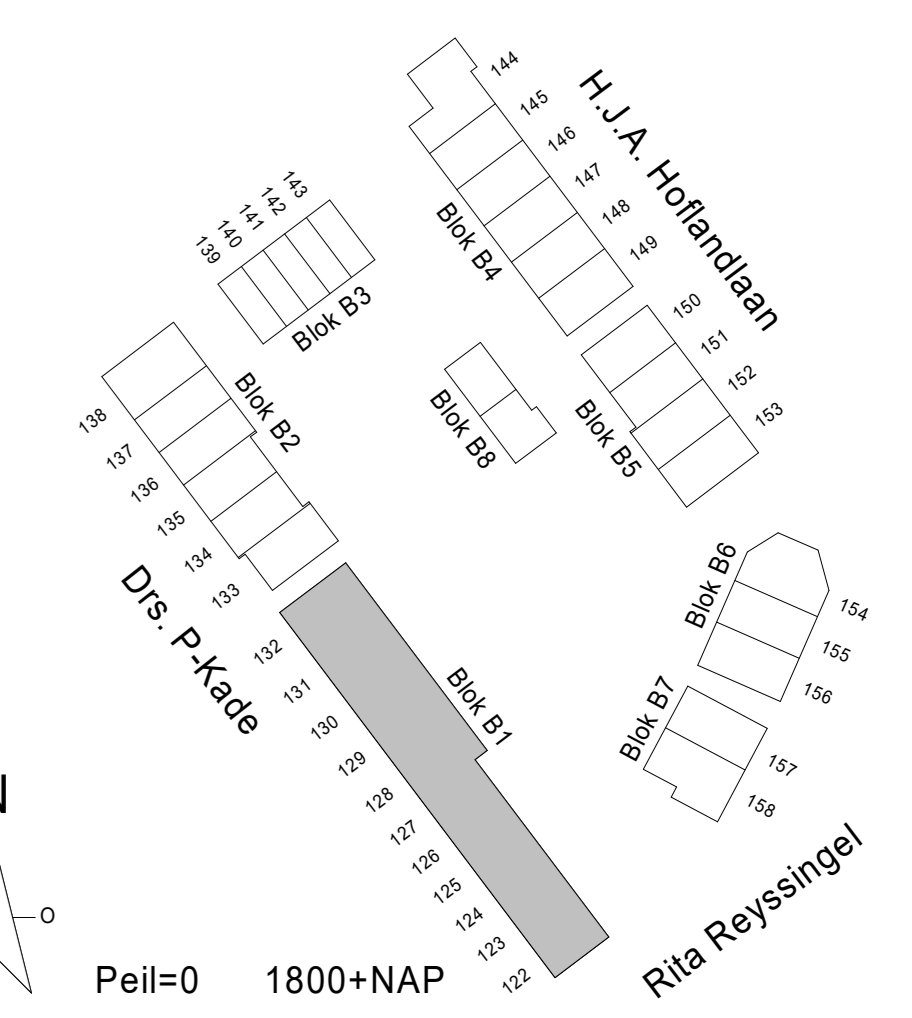 144
145
146
147
148
149
H.J.A. Hoflandlaan
Blok B4
143
142
141
140
139
Blok B3
150
151
152
153
Blok B5
Blok B8
Blok B2
138
137
136
135
134
133
Drs. P-Kade
Blok B6
154
155
156
Blok B7
157
158
Blok B1
132
131
130
129
128
127
126
125
124
123
122
N
O
Rita Reyssingel
Peil=0 1800+NAP